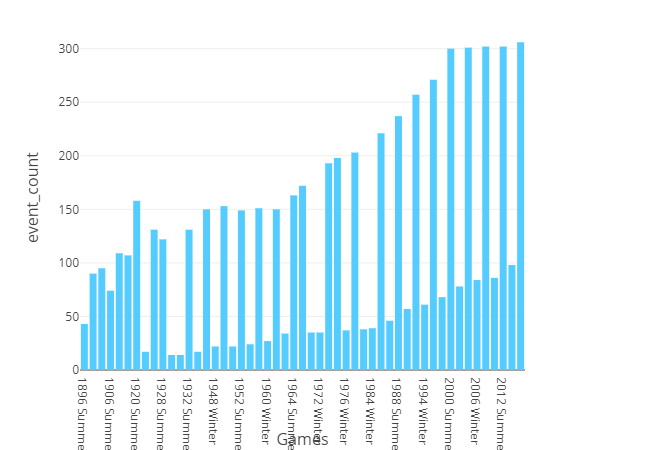 event_count
300
250
200
150
100
50
0
1896 Summe
1906 Summe
1920 Summe
1928 Summe
1932 Summe
1948 Winter
1952 Summe
1960 Winter
1964 Summe
1972 Winter
1976 Winter
1984 Winter
1988 Summe
1994 Winter
2000 Summe
2006 Winter
2012 Summe
Games